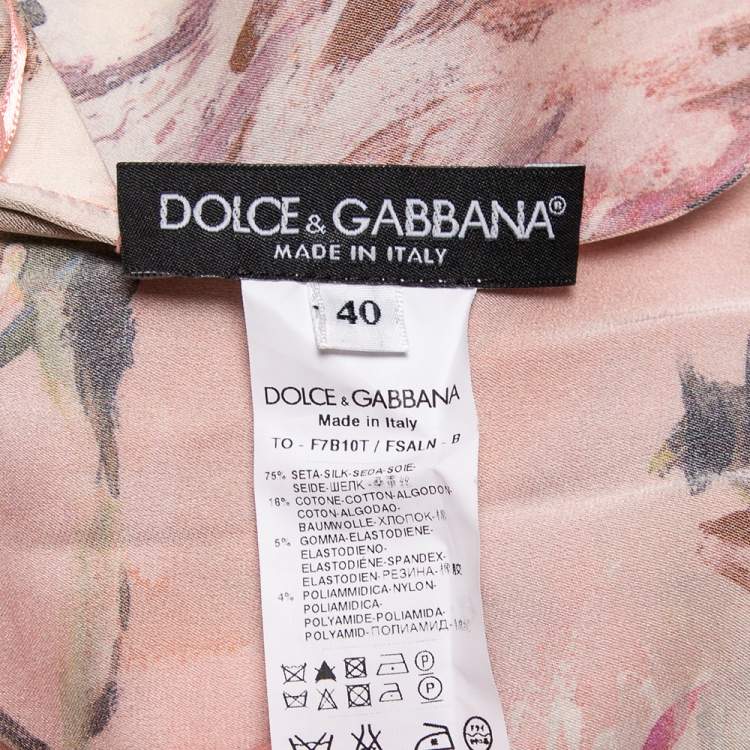 DOLCE & GABBANA®
MADE IN ITALY
40
DOLCE & GABBANA
Made in Italy
TO - F7B10T / FSALN - B
75% SETA-SILK-SEDA-SOIE-
SEIDE-ШЕЛК-
16% COTONE-COTTON-ALGODON-
COTON-ALGODAO-
BAUMWOLLE-ХЛОПОК-
5% GOMMA-ELASTODIENE-
ELASTODIENO-
ELASTODIÈNE-SPANDEX-
ELASTODIEN-РЕЗИНА-
4% POLIAMMIDICA-NYLON-
POLIAMIDICA-
POLYAMIDE-POLIAMIDA-
POLYAMID-ПОЛИАМИД-
P
P